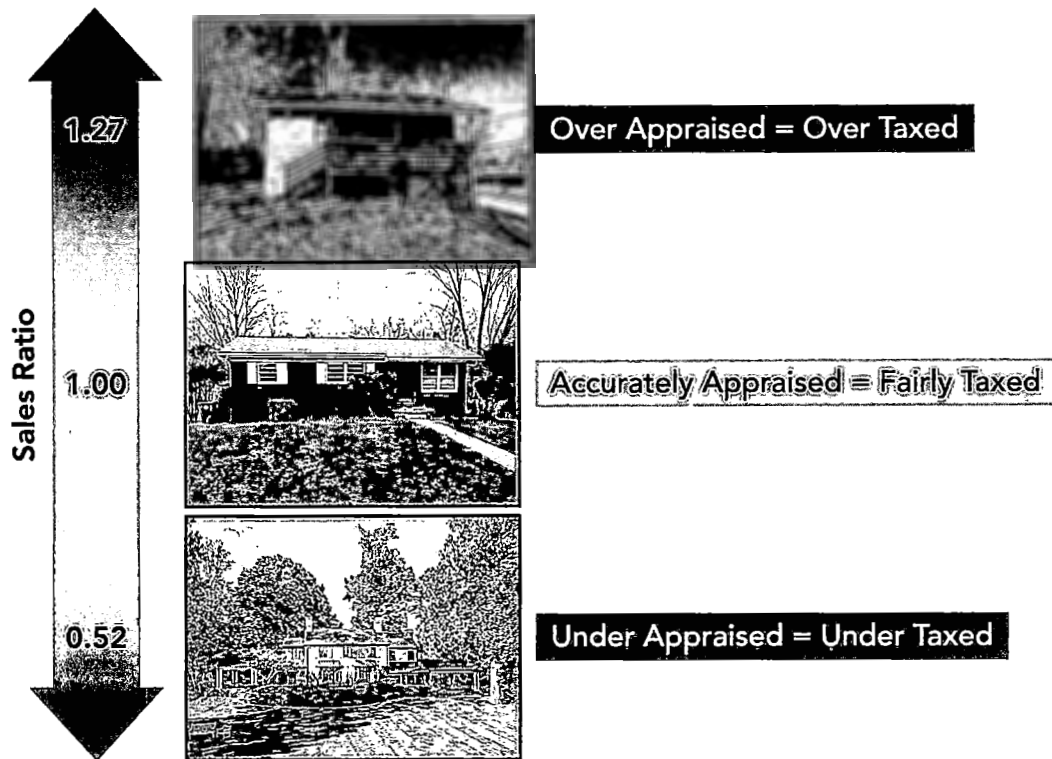 Sales Ratio
1.27
Over Appraised = Over Taxed
1.00
Accurately Appraised = Fairly Taxed
0.52
Under Appraised = Under Taxed